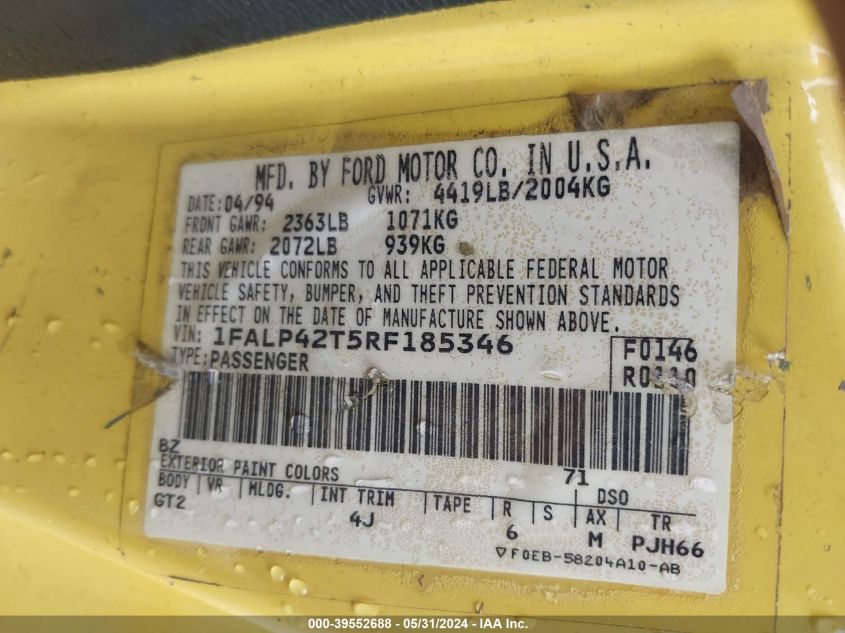 MFD. BY FORD MOTOR CO. IN U.S.A.
DATE: 04/94 GVWR: 4419LB/2004KG
FRONT GAWR: 2363LB 1071KG
REAR GAWR: 2072LB 939KG
THIS VEHICLE CONFORMS TO ALL APPLICABLE FEDERAL MOTOR
VEHICLE SAFETY, BUMPER, AND THEFT PREVENTION STANDARDS
IN EFFECT ON THE DATE OF MANUFACTURE SHOWN ABOVE.
VIN: 1FALP42T5RF185346 F0146
TYPE: PASSENGER R0110
BZ 71
EXTERIOR PAINT COLORS DSO
BODY VR MLDG. INT TRIM TAPE R S AX TR
GT2 4J 6 M PJH66
▽F0EB-58204A10-AB
000-39552688 - 05/31/2024 - IAA Inc.